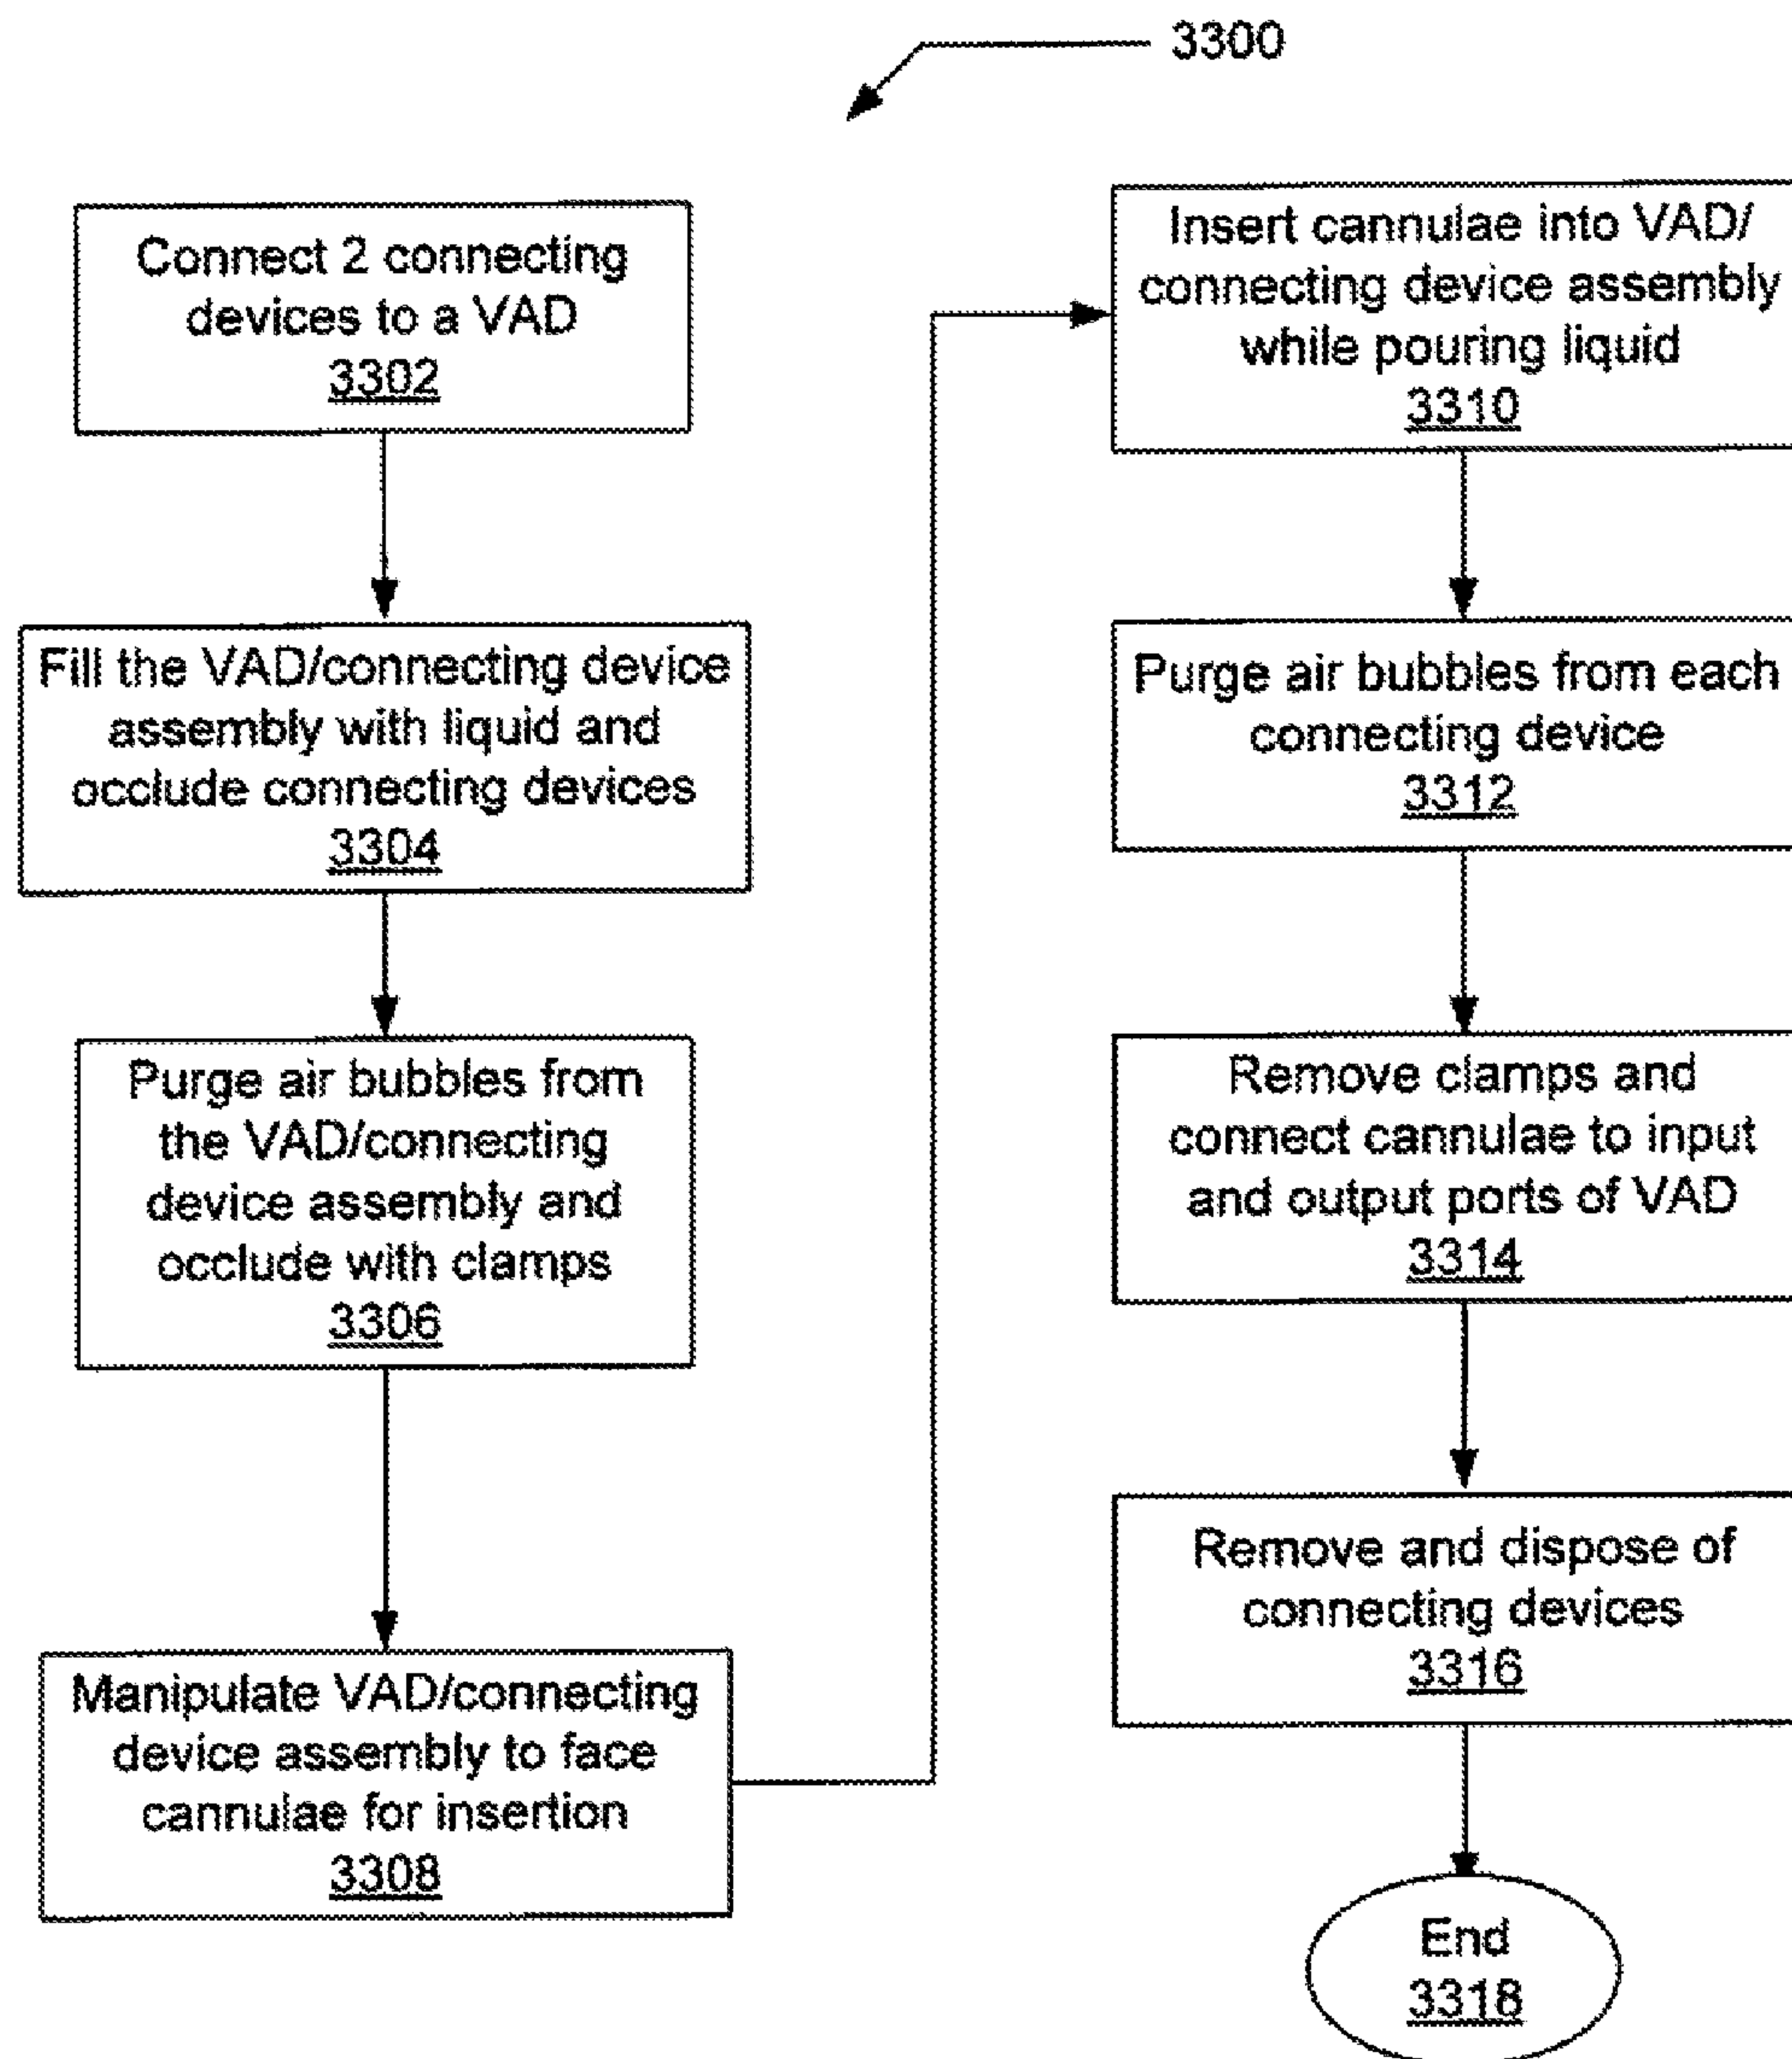 3300
Connect 2 connecting
devices to a VAD
3302
Fill the VAD/connecting device
assembly with liquid and
occlude connecting devices
3304
Purge air bubbles from
the VAD/connecting
device assembly and
occlude with clamps
3306
Manipulate VAD/connecting
device assembly to face
cannulae for insertion
3308
Insert cannulae into VAD/
connecting device assembly
while pouring liquid
3310
Purge air bubbles from each
connecting device
3312
Remove clamps and
connect cannulae to input
and output ports of VAD
3314
Remove and dispose of
connecting devices
3316
End
3318